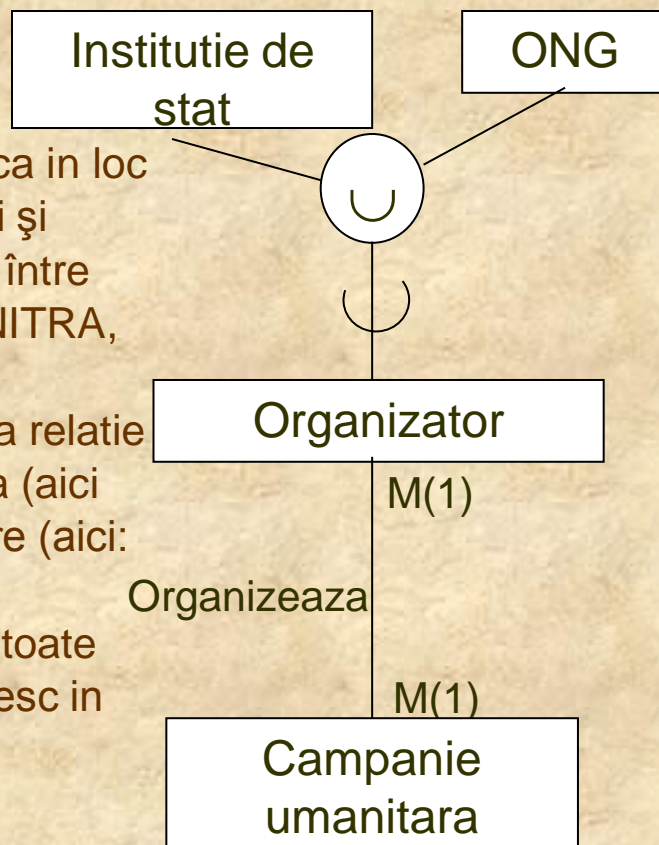 Institutie de
stat
ONG
ca in loc
i şi
între
NITRA,
a relatie
a (aici
re (aici:
toate
esc in
∪
Organizator
M(1)
Organizeaza
M(1)
Campanie
umanitara